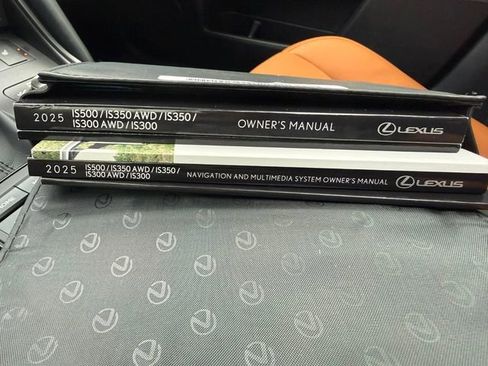 2025 IS500 / IS350 AWD / IS350 / IS300 AWD / IS300 OWNER'S MANUAL LEXUS
2025 IS500 / IS350 AWD / IS350 / IS300 AWD / IS300 NAVIGATION AND MULTIMEDIA SYSTEM OWNER'S MANUAL LEXUS